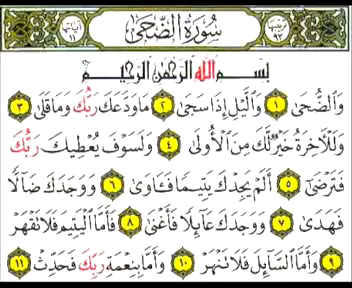 سُورَةُ الضُّحَىٰ
بِسْمِ اللَّهِ الرَّحْمَٰنِ الرَّحِيمِ
وَالضُّحَىٰ ١ وَاللَّيْلِ إِذَا سَجَىٰ ٢ مَا وَدَّعَكَ رَبُّكَ وَمَا قَلَىٰ ٣
وَلَلْآخِرَةُ خَيْرٌ لَّكَ مِنَ الْأُولَىٰ ٤ وَلَسَوْفَ يُعْطِيكَ رَبُّكَ
فَتَرْضَىٰ ٥ أَلَمْ يَجِدْكَ يَتِيمًا فَآوَىٰ ٦ وَوَجَدَكَ ضَالًّا
فَهَدَىٰ ٧ وَوَجَدَكَ عَائِلًا فَأَغْنَىٰ ٨ فَأَمَّا الْيَتِيمَ فَلَا تَقْهَرْ
٩ وَأَمَّا السَّائِلَ فَلَا تَنْهَرْ ١٠ وَأَمَّا بِنِعْمَةِ رَبِّكَ فَحَدِّثْ ١١